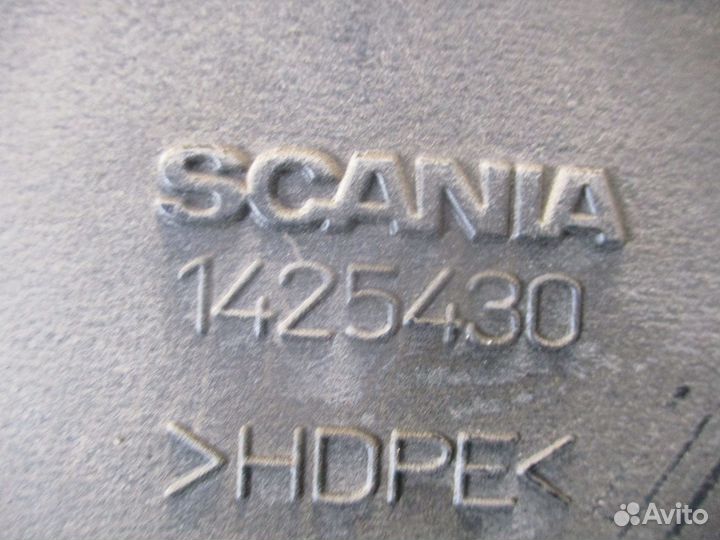 SCANIA
1425430
>HDPE<
Avito